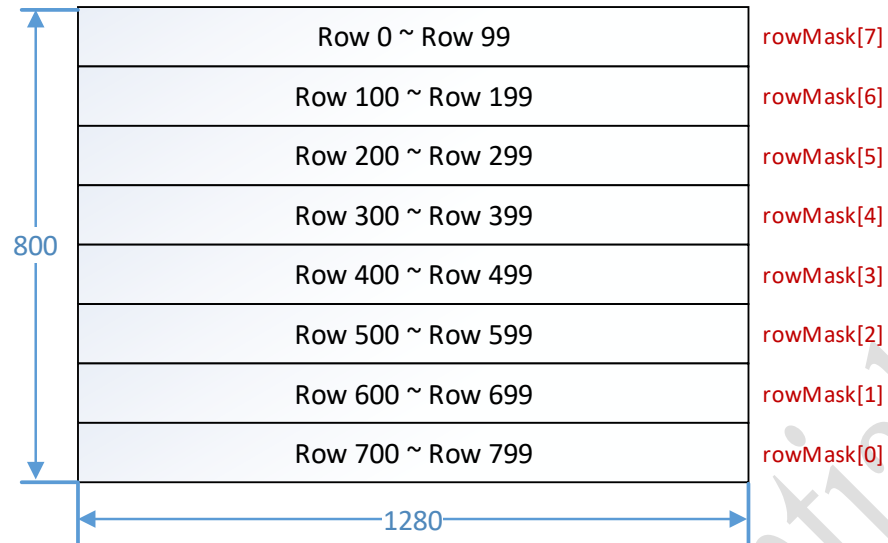 Row 0 ~ Row 99 rowMask[7]
Row 100 ~ Row 199 rowMask[6]
Row 200 ~ Row 299 rowMask[5]
Row 300 ~ Row 399 rowMask[4]
800
Row 400 ~ Row 499 rowMask[3]
Row 500 ~ Row 599 rowMask[2]
Row 600 ~ Row 699 rowMask[1]
Row 700 ~ Row 799 rowMask[0]
1280